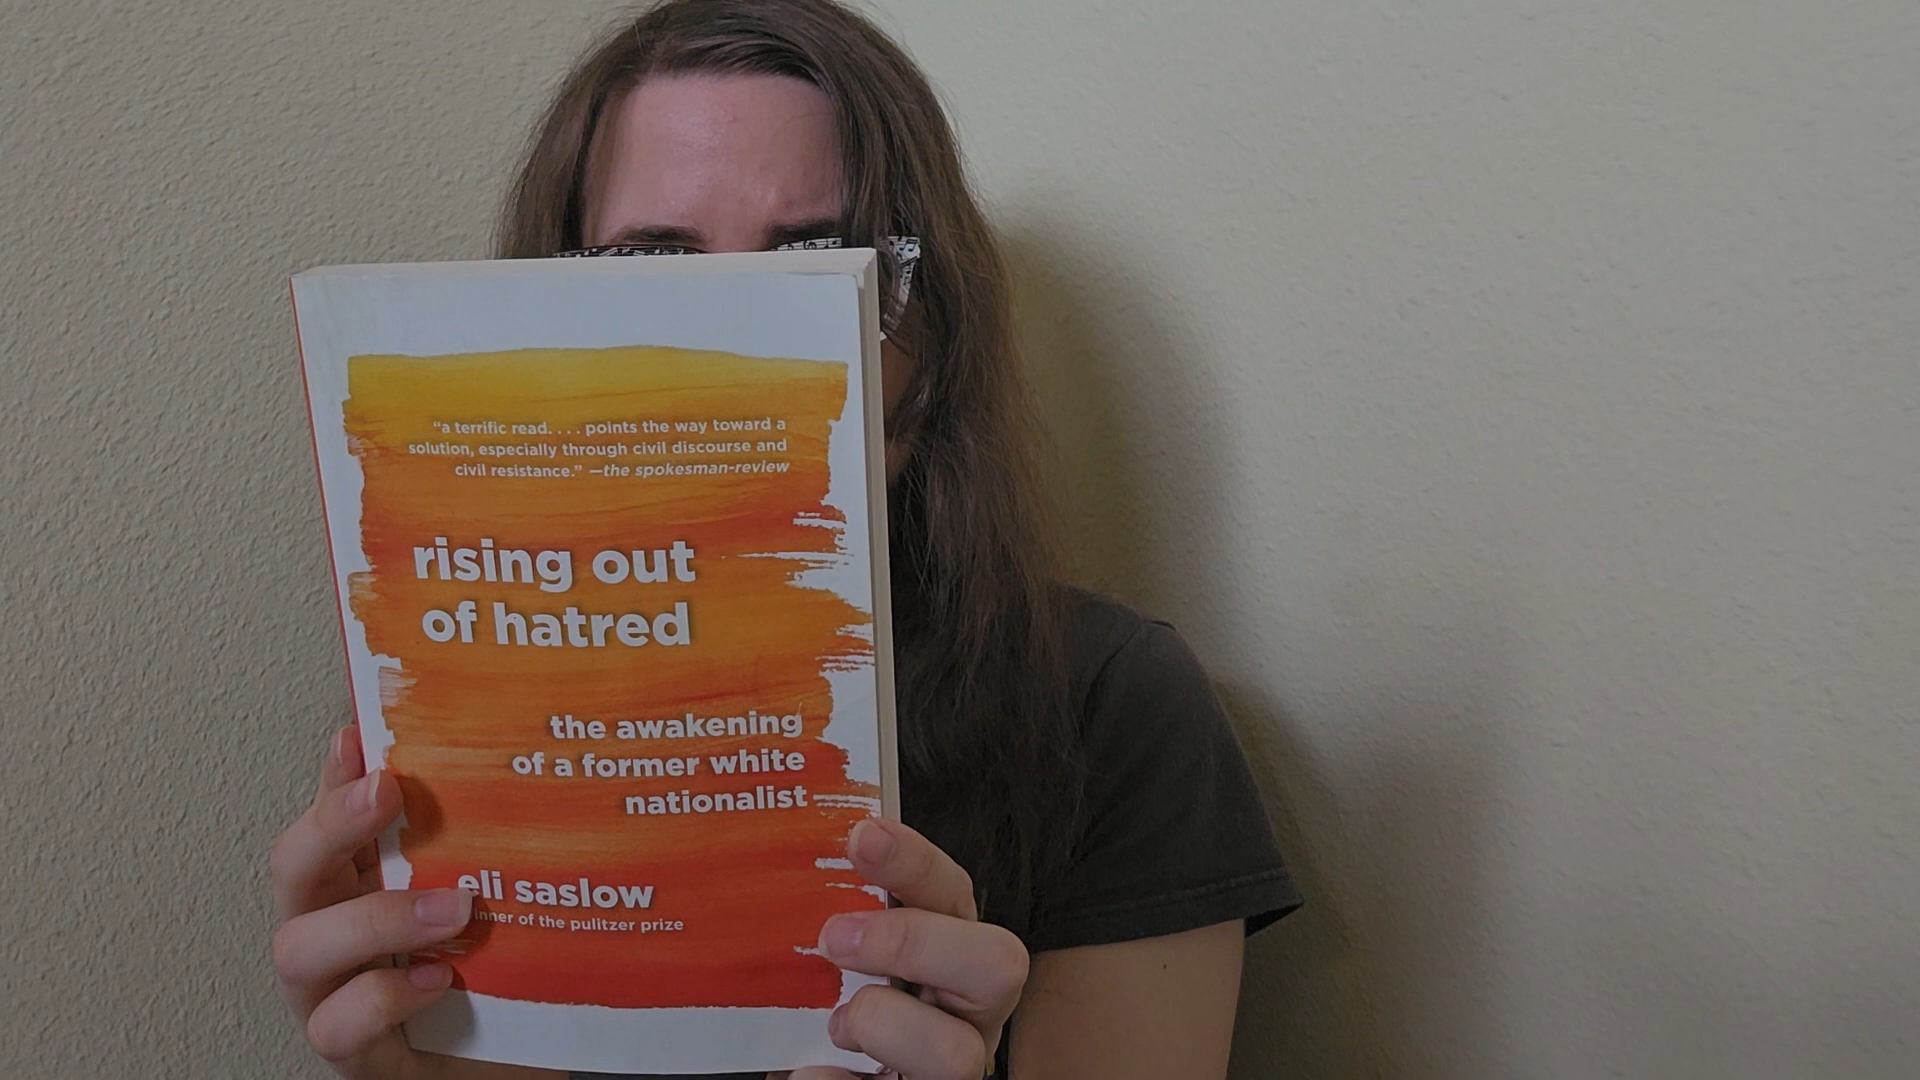 "a terrific read. . . . points the way toward a
solution, especially through civil discourse and
civil resistance." —the spokesman-review
rising out
of hatred
the awakening
of a former white
nationalist
eli saslow
inner of the pulitzer prize